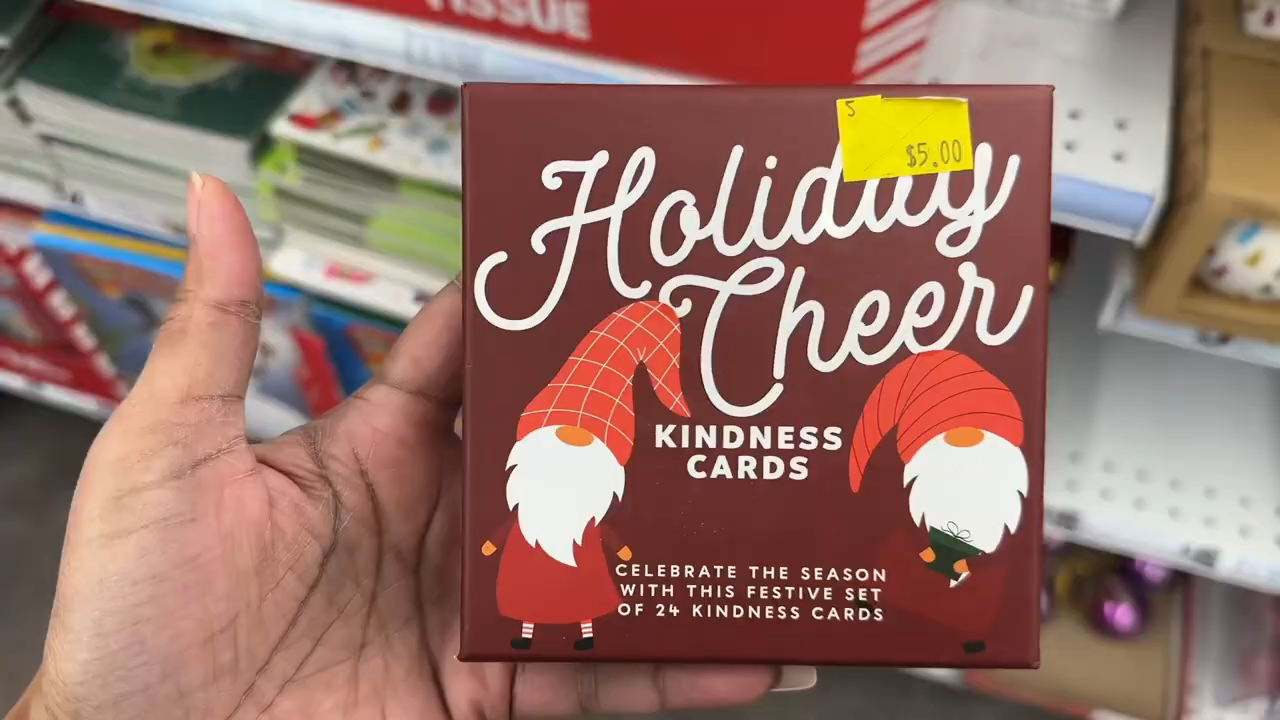 TISSUE
5
$5.00
Holiday
Cheer
KINDNESS
CARDS
CELEBRATE THE SEASON
WITH THIS FESTIVE SET
OF 24 KINDNESS CARDS